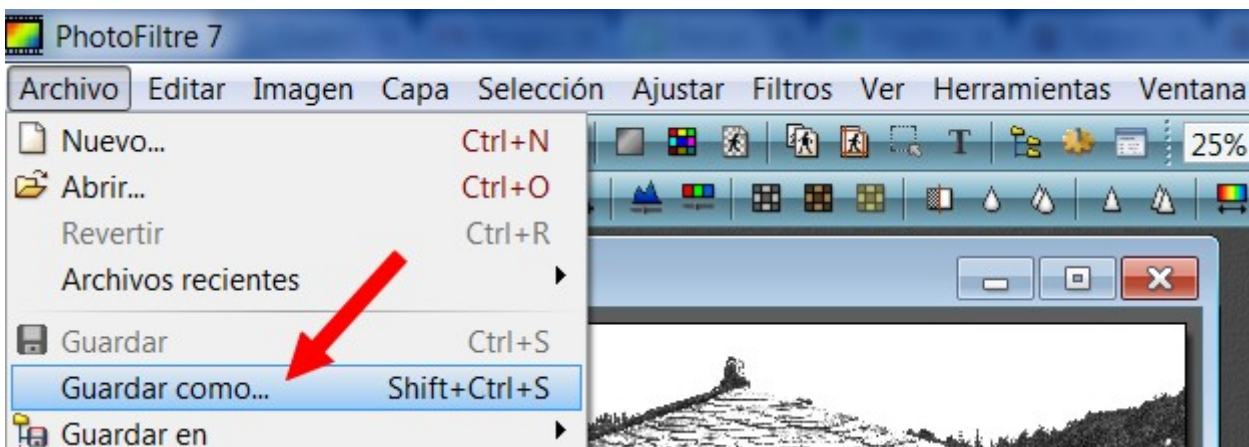 PhotoFiltre 7
Archivo Editar Imagen Capa Selección Ajustar Filtros Ver Herramientas Ventana
Nuevo... Ctrl+N
T 25%
Abrir... Ctrl+O
Revertir Ctrl+R
Archivos recientes
Guardar Ctrl+S
Guardar como... Shift+Ctrl+S
Guardar en